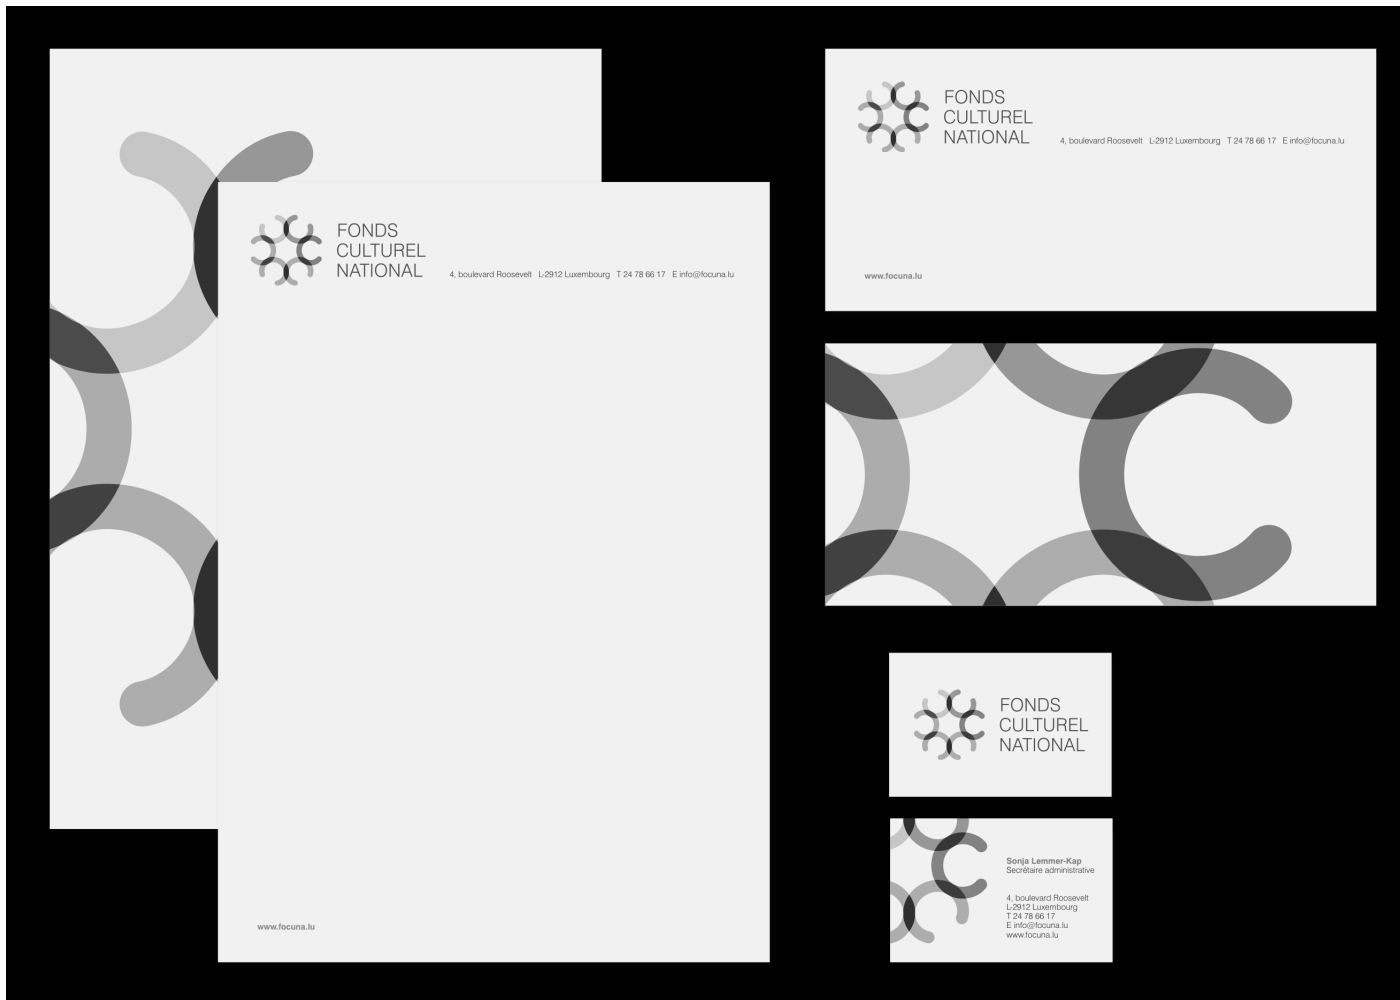 FONDS
CULTUREL
NATIONAL
4, boulevard Roosevelt L-2912 Luxembourg T 24 78 66 17 E info@focuna.lu
www.focuna.lu
FONDS
CULTUREL
NATIONAL
4, boulevard Roosevelt L-2912 Luxembourg T 24 78 66 17 E info@focuna.lu
www.focuna.lu
FONDS
CULTUREL
NATIONAL
Sonja Lemmer-Kap
Secrétaire administrative
4, boulevard Roosevelt
L-2912 Luxembourg
T 24 78 66 17
E info@focuna.lu
www.focuna.lu